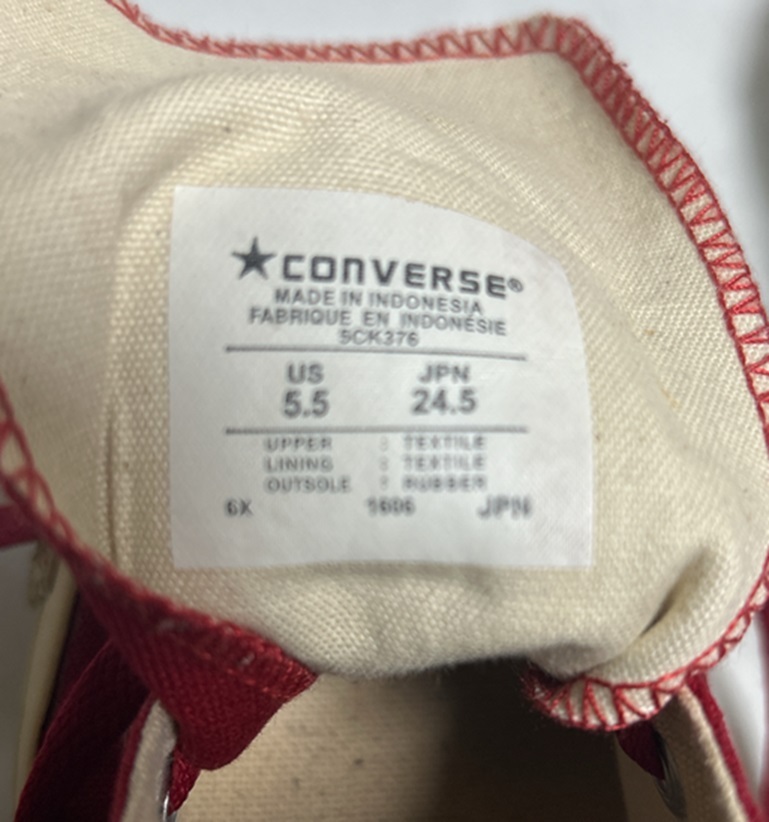 ★CONVERSE®
MADE IN INDONESIA
FABRIQUE EN INDONÉSIE
5CK376
US JPN
5.5 24.5
UPPER : TEXTILE
LINING : TEXTILE
OUTSOLE : RUBBER
6X 1606 JPN